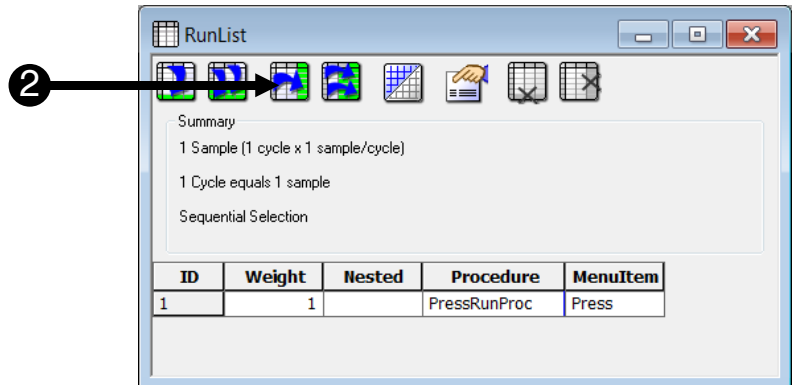 RunList
2
Summary
1 Sample (1 cycle x 1 sample/cycle)
1 Cycle equals 1 sample
Sequential Selection
ID Weight Nested Procedure MenuItem
1 1 PressRunProc Press